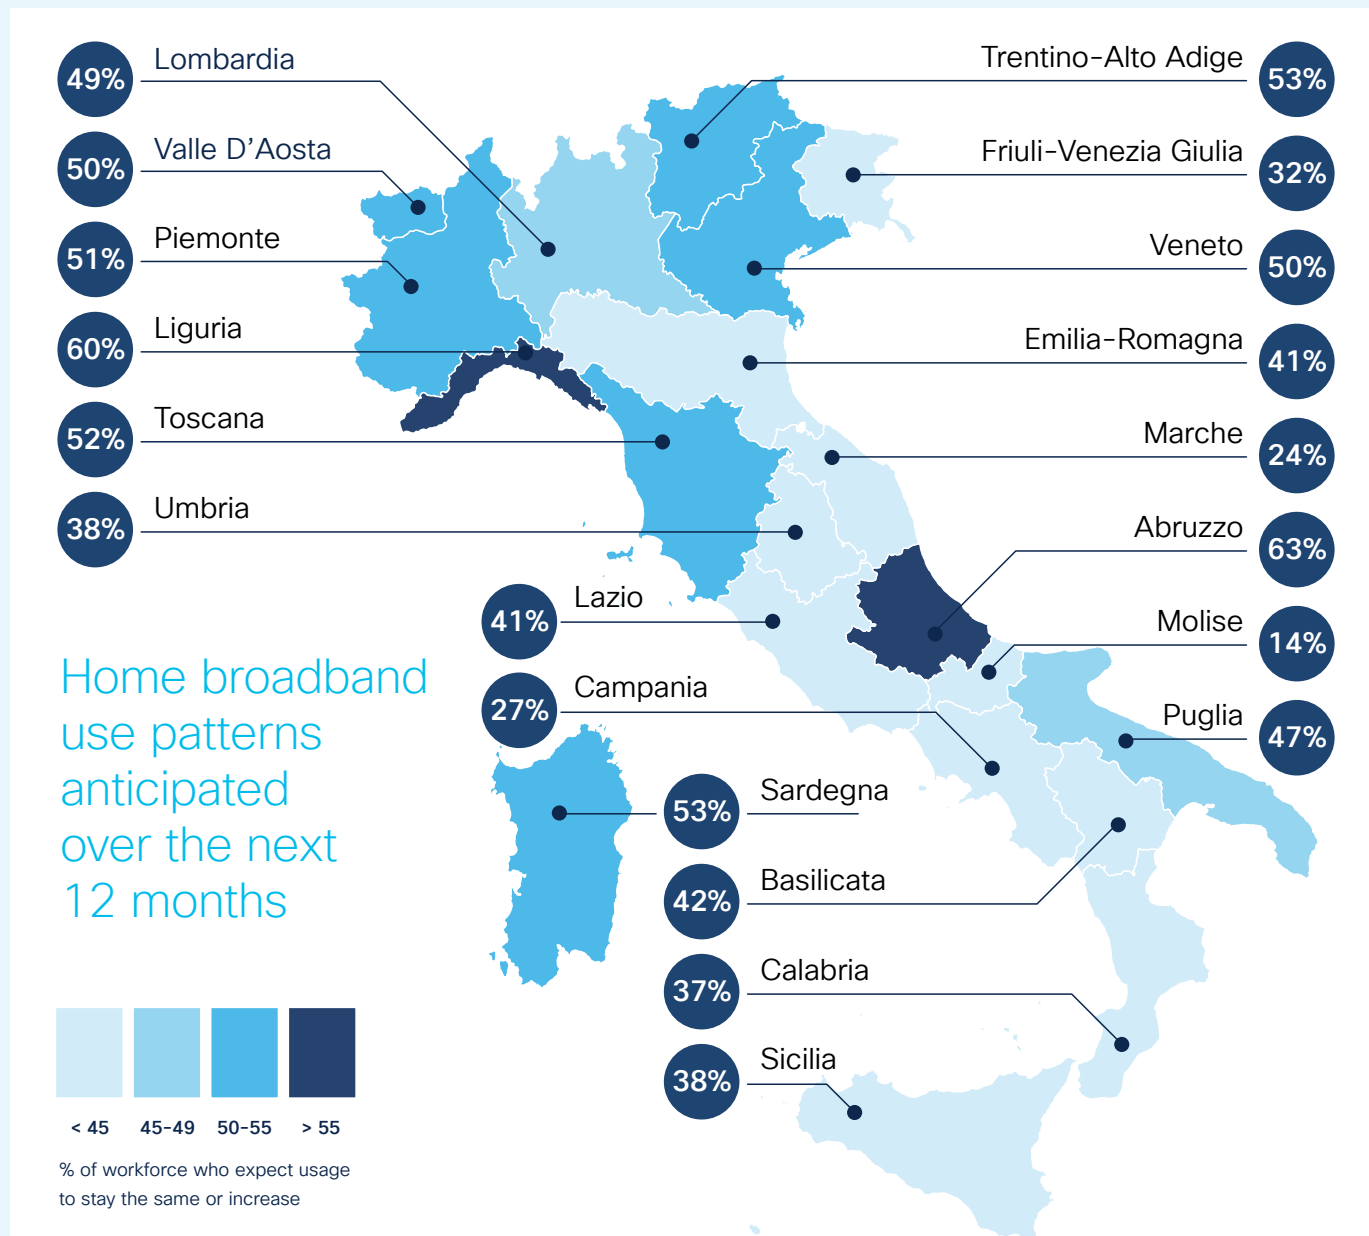 49%
Lombardia
50%
Valle D’Aosta
51%
Piemonte
60%
Liguria
52%
Toscana
38%
Umbria
Trentino-Alto Adige
53%
Friuli-Venezia Giulia
32%
Veneto
50%
Emilia-Romagna
41%
Marche
24%
Abruzzo
63%
Molise
14%
Puglia
47%
41%
Lazio
27%
Campania
53%
Sardegna
42%
Basilicata
37%
Calabria
38%
Sicilia
Home broadband
use patterns
anticipated
over the next
12 months
< 45
45-49
50-55
> 55
% of workforce who expect usage
to stay the same or increase